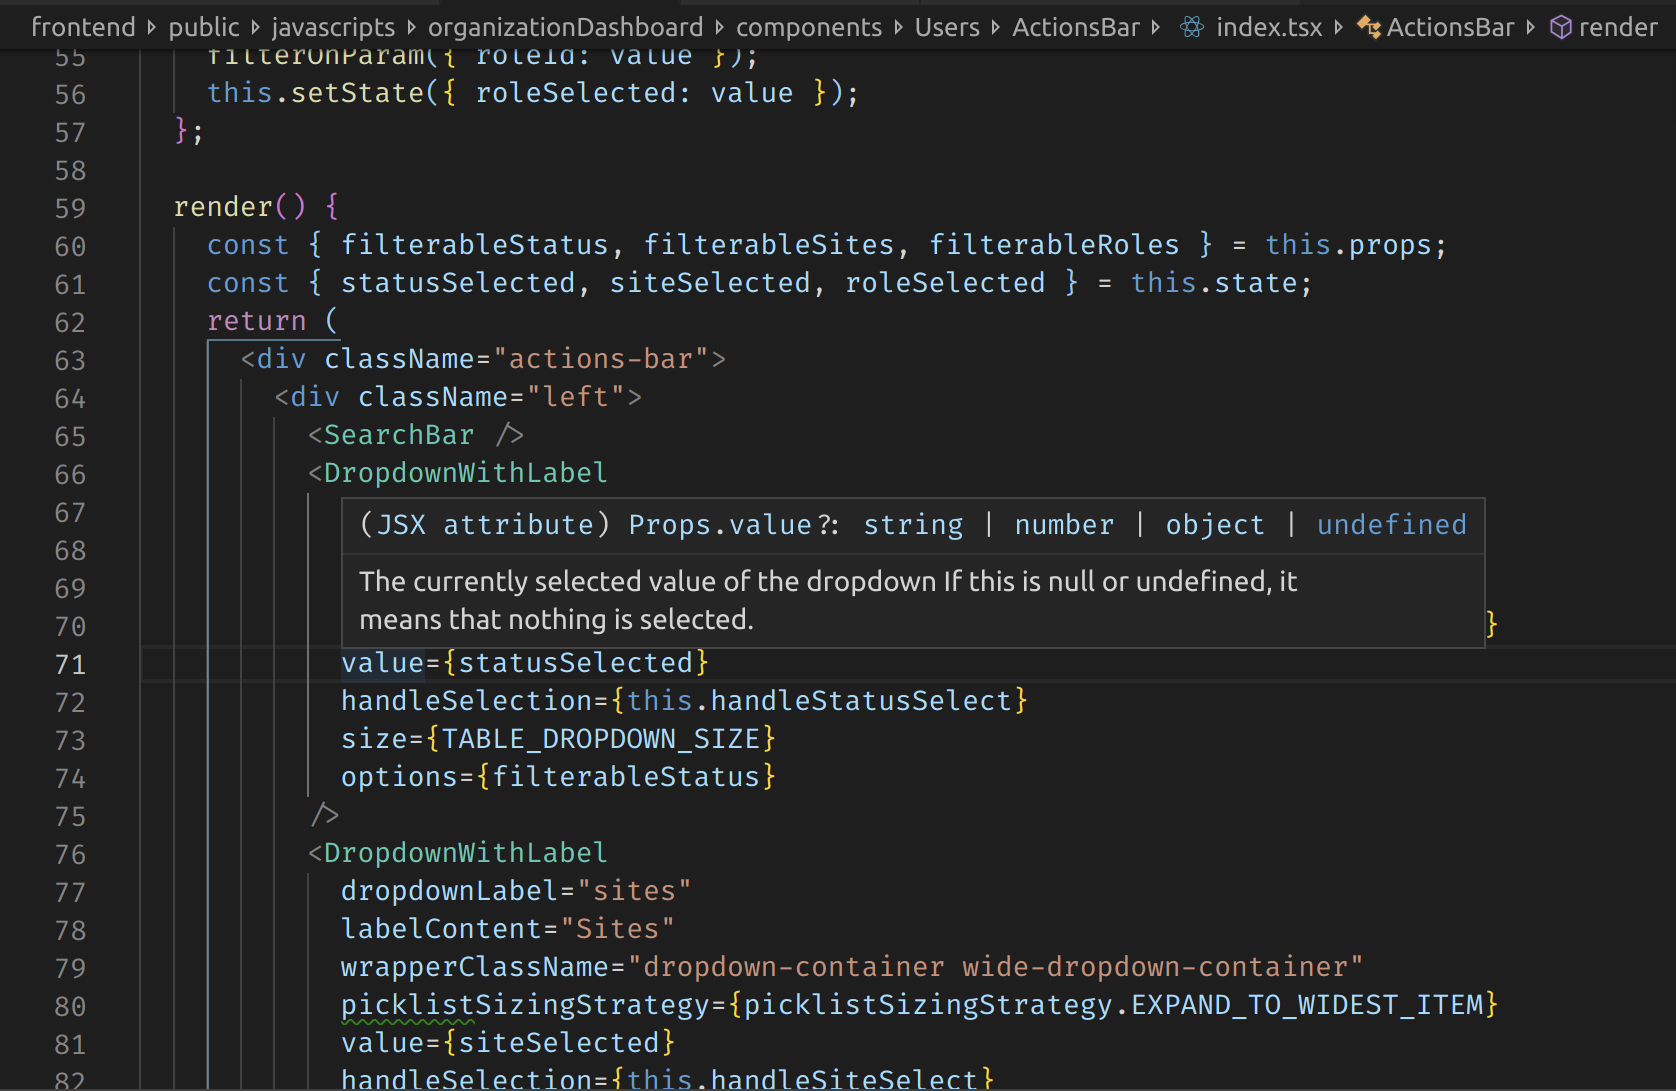 frontend › public › javascripts › organizationDashboard › components › Users › ActionsBar › index.tsx › ActionsBar › render
55 filterOnParam({ roleId: value });
56 this.setState({ roleSelected: value });
57 };
58
59 render() {
60 const { filterableStatus, filterableSites, filterableRoles } = this.props;
61 const { statusSelected, siteSelected, roleSelected } = this.state;
62 return (
63 <div className="actions-bar">
64 <div className="left">
65 <SearchBar />
66 <DropdownWithLabel
67 (JSX attribute) Props.value?: string | number | object | undefined
68
69 The currently selected value of the dropdown If this is null or undefined, it
70 means that nothing is selected. }
71 value={statusSelected}
72 handleSelection={this.handleStatusSelect}
73 size={TABLE_DROPDOWN_SIZE}
74 options={filterableStatus}
75 />
76 <DropdownWithLabel
77 dropdownLabel="sites"
78 labelContent="Sites"
79 wrapperClassName="dropdown-container wide-dropdown-container"
80 picklistSizingStrategy={picklistSizingStrategy.EXPAND_TO_WIDEST_ITEM}
81 value={siteSelected}
82 handleSelection={this.handleSiteSelect}